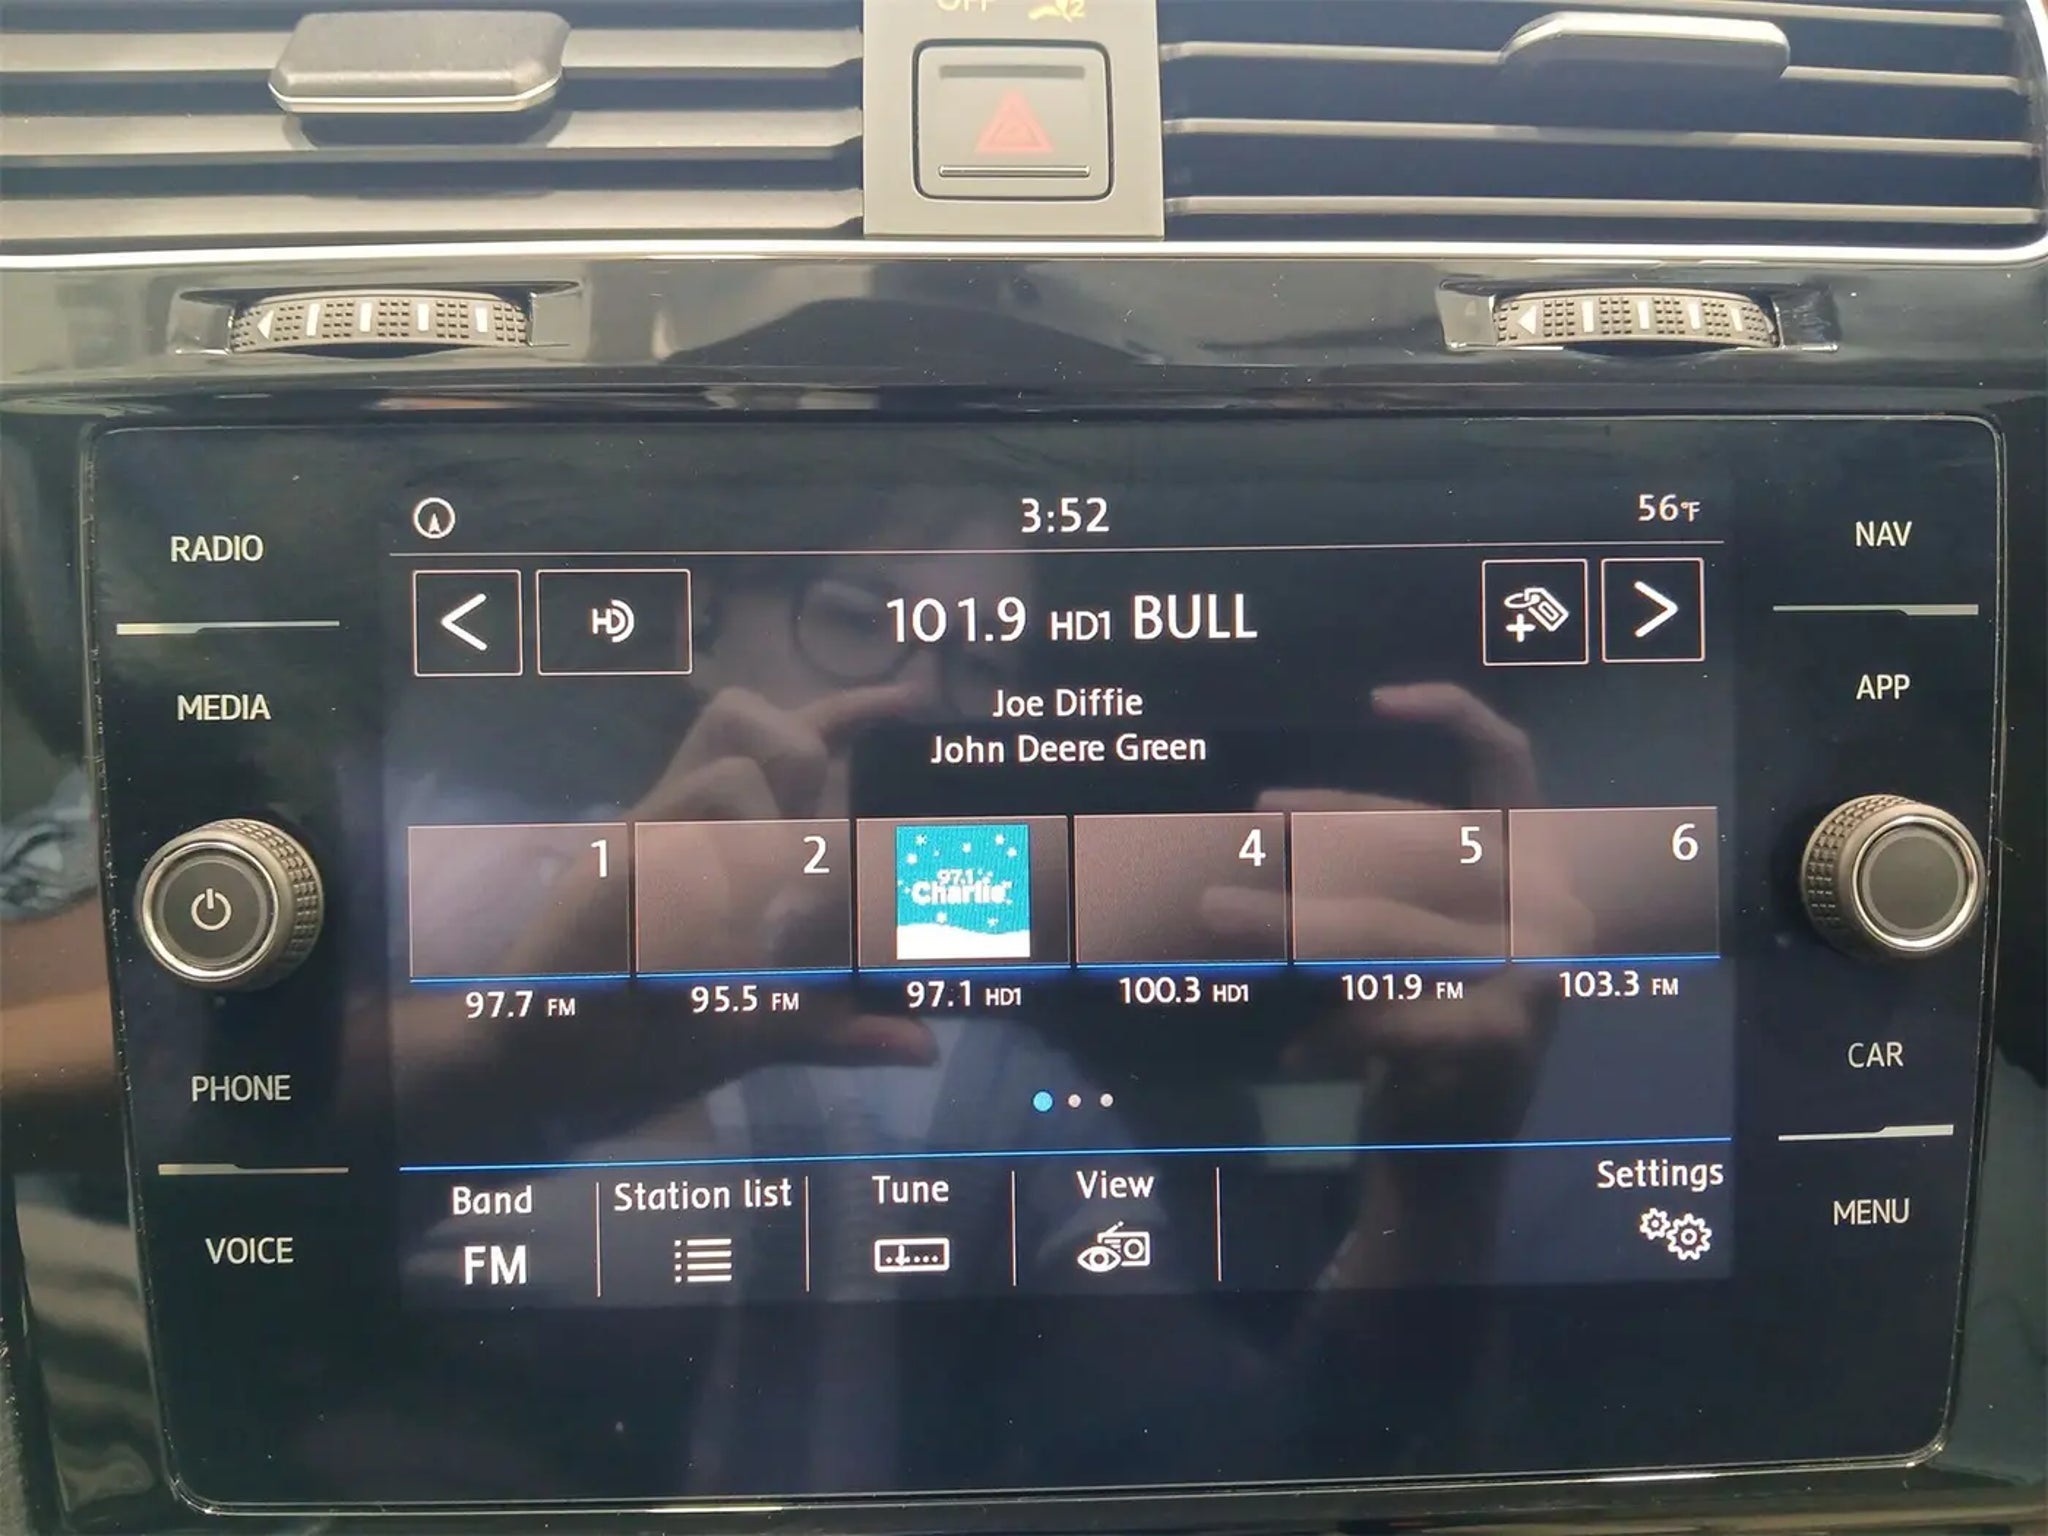 OFF
3:52
56°F
RADIO
NAV
HD
101.9 HD1 BULL
MEDIA
APP
Joe Diffie
John Deere Green
1
2
97.1
Charlie
4
5
6
97.7 FM
95.5 FM
97.1 HD1
100.3 HD1
101.9 FM
103.3 FM
PHONE
CAR
Band
FM
Station list
Tune
View
Settings
VOICE
MENU